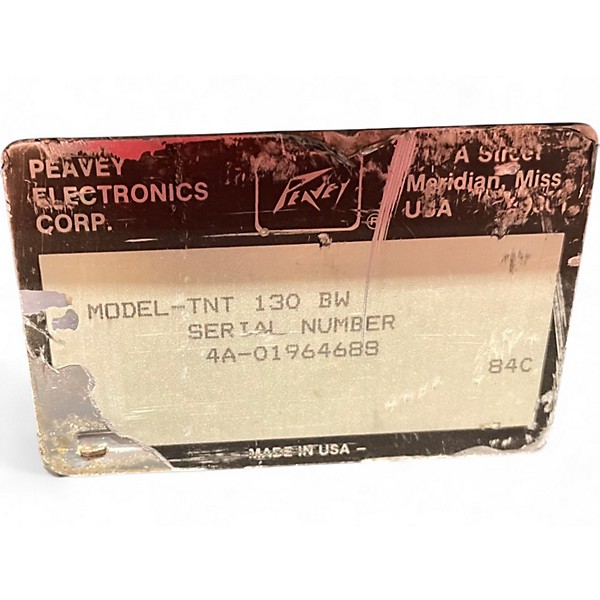 PEAVEY
ELECTRONICS
CORP.
PEAVEY
®
A Street
Meridian, Miss
USA
MODEL-TNT 130 BW
SERIAL NUMBER
4A-01964688
84C
MADE IN USA